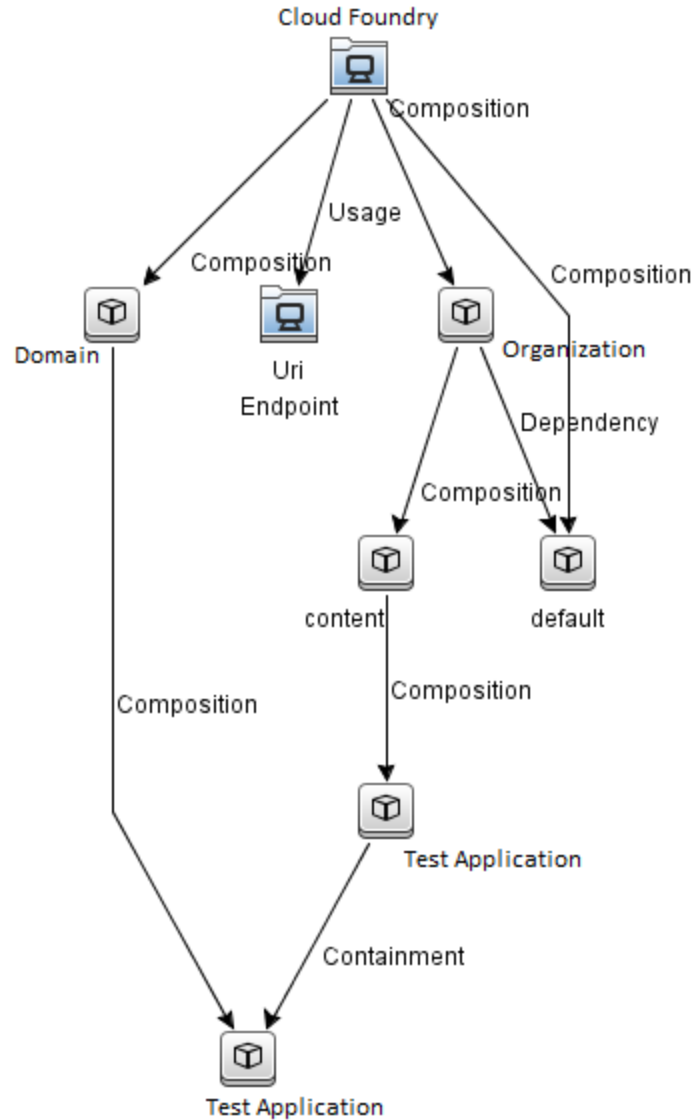 Cloud Foundry
Composition
Usage
Composition
Composition
Domain
Organization
Uri
Endpoint
Dependency
Composition
content
default
Composition
Composition
Test Application
Containment
Test Application